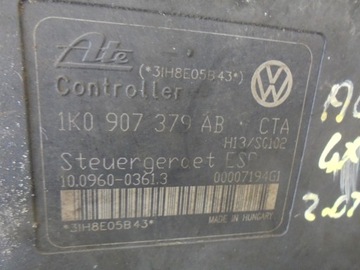 Ate
(*3IH8E05B43*)
Controller
1K0 907 379 AB CTA
H13/SG102
Steuergeraet ESP
10.0960-0361.3 00007194G1
*3IH8E05B43*
MADE IN HUNGARY